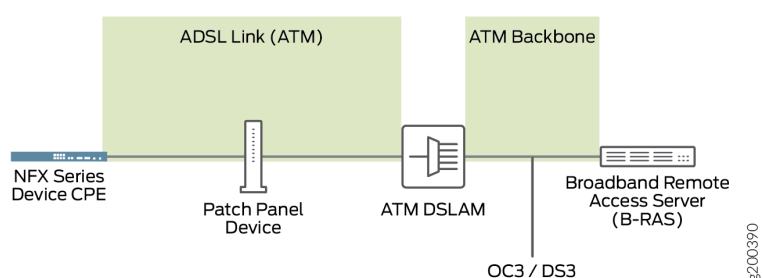 ADSL Link (ATM)
ATM Backbone
NFX Series
Device CPE
Patch Panel
Device
ATM DSLAM
Broadband Remote
Access Server
(B-RAS)
OC3 / DS3
g200390